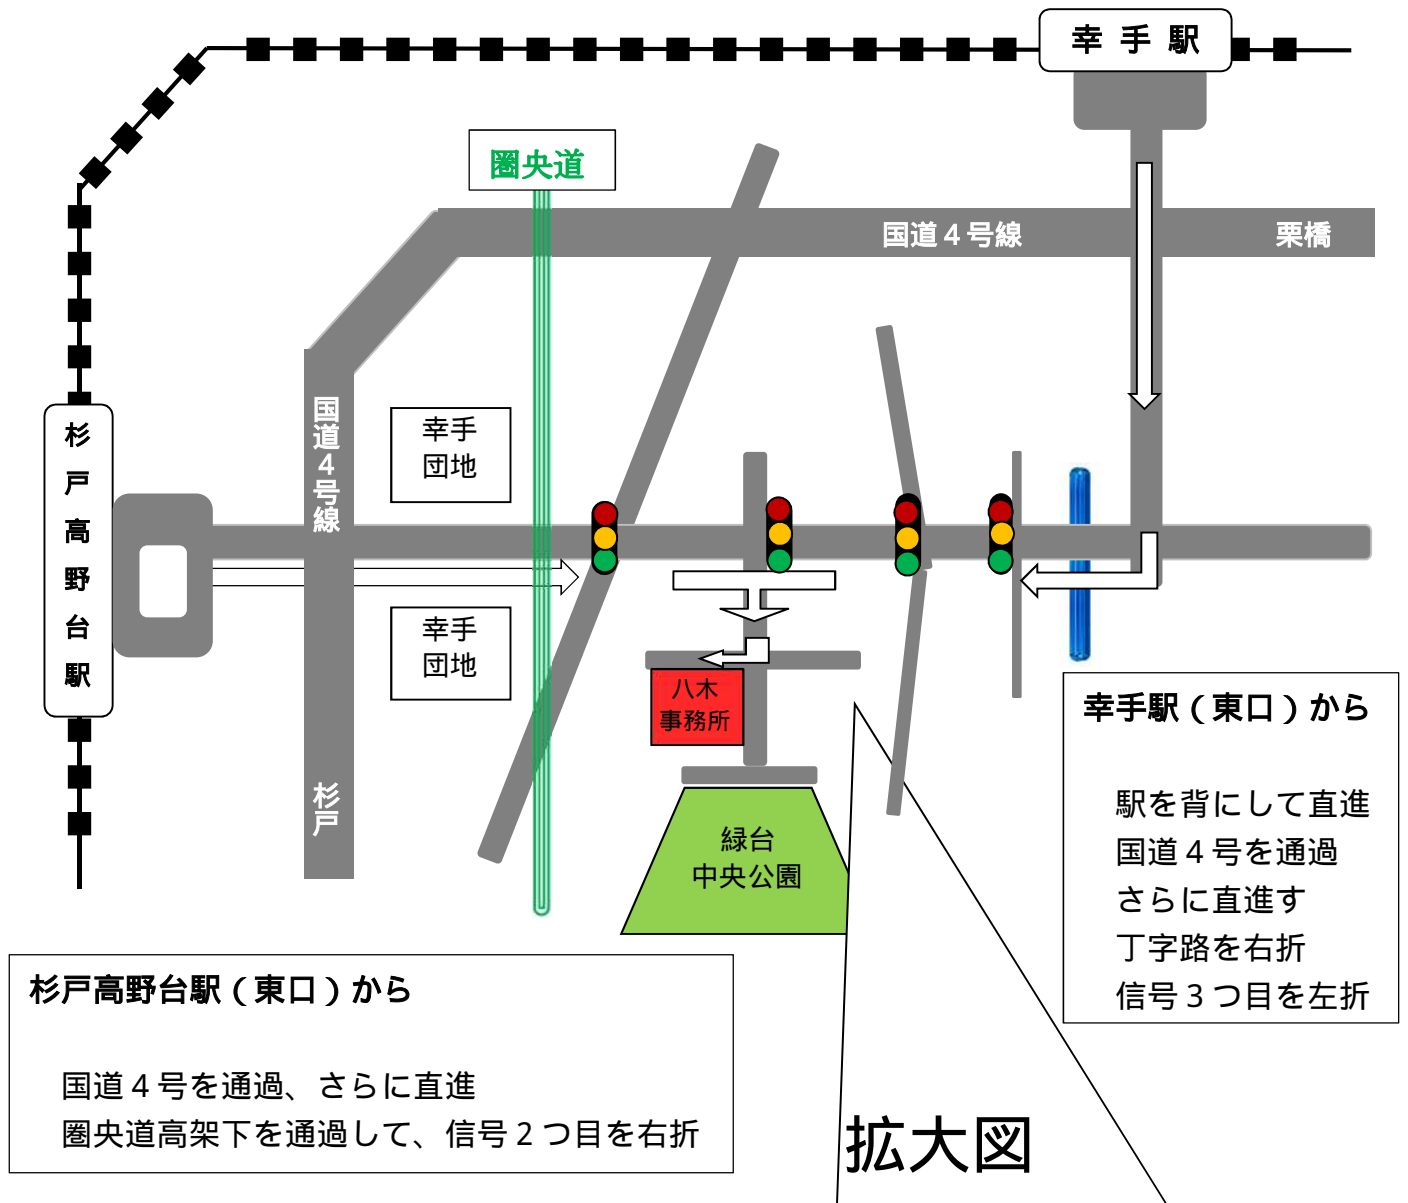 幸 手 駅
圏央道
国道４号線
栗橋
国道４号線
杉戸高野台駅
幸手
団地
幸手
団地
八木
事務所
杉戸
緑台
中央公園
幸手駅（東口）から
駅を背にして直進
国道４号を通過
さらに直進す
丁字路を右折
信号３つ目を左折
杉戸高野台駅（東口）から
国道４号を通過、さらに直進
圏央道高架下を通過して、信号２つ目を右折
拡大図